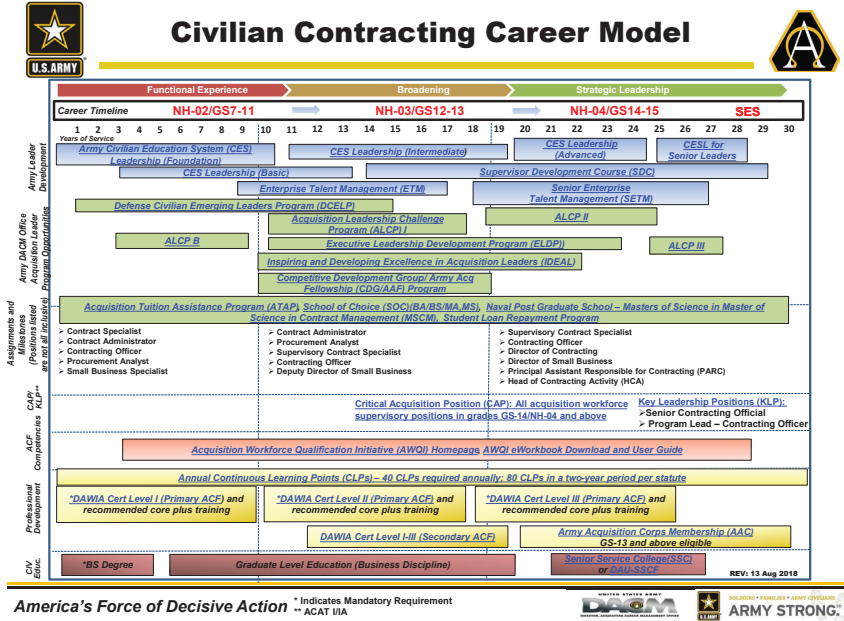 Civilian Contracting Career Model
U.S.ARMY
Functional Experience
Broadening
Strategic Leadership
Career Timeline
NH-02/GS7-11
NH-03/GS12-13
NH-04/GS14-15
SES
1 2 3 4 5 6 7 8 9 10 11 12 13 14 15 16 17 18 19 20 21 22 23 24 25 26 27 28 29 30
Years of Service
Army Leader
Development
Army Civilian Education System (CES)
Leadership (Foundation)
CES Leadership (Intermediate)
CES Leadership
(Advanced)
CESL for
Senior Leaders
CES Leadership (Basic)
Supervisor Development Course (SDC)
Enterprise Talent Management (ETM)
Senior Enterprise
Talent Management (SETM)
Army DACM Office
Acquisition Leader
Program Opportunities
Defense Civilian Emerging Leaders Program (DCELP)
Acquisition Leadership Challenge
Program (ALCP) I
ALCP II
ALCP B
Executive Leadership Development Program (ELDP))
ALCP III
Inspiring and Developing Excellence in Acquisition Leaders (IDEAL)
Competitive Development Group/ Army Acq
Fellowship (CDG/AAF) Program
Assignments and
Milestones
(Positions listed
are not all inclusive)
Acquisition Tuition Assistance Program (ATAP), School of Choice (SOC)(BA/BS/MA,MS), Naval Post Graduate School – Masters of Science in Master of
Science in Contract Management (MSCM), Student Loan Repayment Program
➢ Contract Specialist
➢ Contract Administrator
➢ Contracting Officer
➢ Procurement Analyst
➢ Small Business Specialist
➢ Contract Administrator
➢ Procurement Analyst
➢ Supervisory Contract Specialist
➢ Contracting Officer
➢ Deputy Director of Small Business
➢ Supervisory Contract Specialist
➢ Contracting Officer
➢ Director of Contracting
➢ Director of Small Business
➢ Principal Assistant Responsible for Contracting (PARC)
➢ Head of Contracting Activity (HCA)
CAP/
KLP**
Critical Acquisition Position (CAP): All acquisition workforce
supervisory positions in grades GS-14/NH-04 and above
Key Leadership Positions (KLP):
➢Senior Contracting Official
➢ Program Lead – Contracting Officer
ACF
Competencies
Acquisition Workforce Qualification Initiative (AWQI) Homepage, AWQI eWorkbook Download and User Guide
Professional
Development
Annual Continuous Learning Points (CLPs) – 40 CLPs required annually; 80 CLPs in a two-year period per statute
*DAWIA Cert Level I (Primary ACF) and
recommended core plus training
*DAWIA Cert Level II (Primary ACF) and
recommended core plus training
*DAWIA Cert Level III (Primary ACF) and
recommended core plus training
DAWIA Cert Level I-III (Secondary ACF)
Army Acquisition Corps Membership (AAC)
GS-13 and above eligible
CIV
Educ.
*BS Degree
Graduate Level Education (Business Discipline)
Senior Service College(SSC)
or DAU-SSCF
REV: 13 Aug 2018
America's Force of Decisive Action
* Indicates Mandatory Requirement
** ACAT I/IA
UNITED STATES ARMY
DACM
DIRECTOR, ACQUISITION CAREER MANAGEMENT OFFICE
U.S.ARMY
SOLDIERS • FAMILIES • ARMY CIVILIANS
ARMY STRONG.